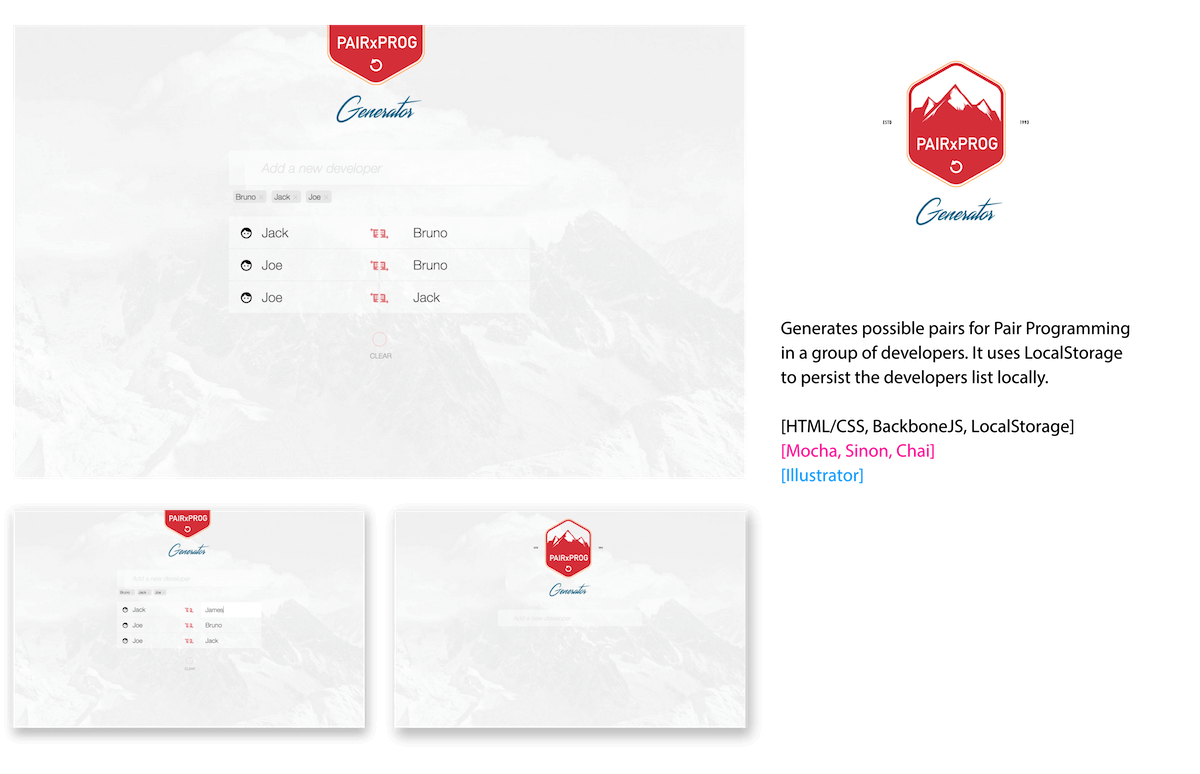 PAIRxPROG
Generator
Add a new developer
Bruno × Jack × Joe ×
Jack Bruno
Joe Bruno
Joe Jack
CLEAR
ESTD 1993
PAIRxPROG
Generator
Generates possible pairs for Pair Programming
in a group of developers. It uses LocalStorage
to persist the developers list locally.
[HTML/CSS, BackboneJS, LocalStorage]
[Mocha, Sinon, Chai]
[Illustrator]
PAIRxPROG
Generator
Add a new developer
Bruno × Jack × Joe ×
Jack James
Joe Bruno
Joe Jack
CLEAR
PAIRxPROG
Generator
Add a new developer